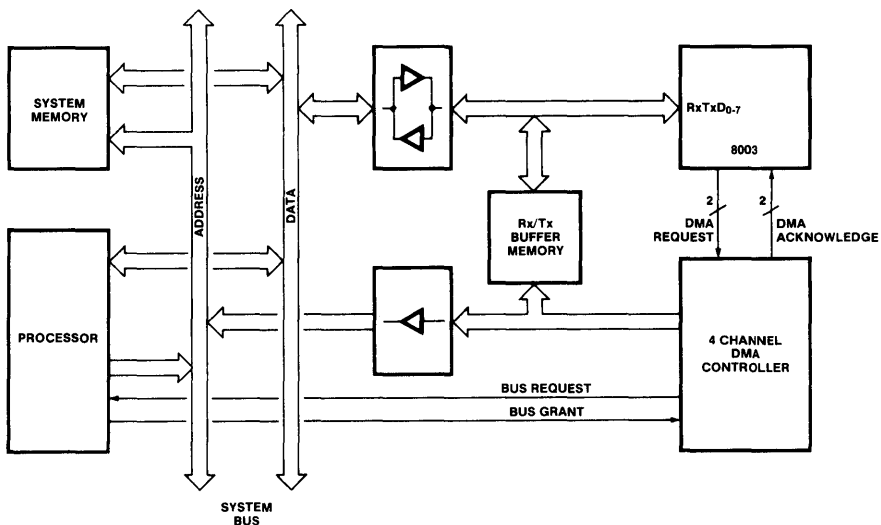 SYSTEM
MEMORY
ADDRESS
DATA
RxTxD0-7
8003
2
DMA
REQUEST
2
DMA
ACKNOWLEDGE
Rx/Tx
BUFFER
MEMORY
PROCESSOR
4 CHANNEL
DMA
CONTROLLER
BUS REQUEST
BUS GRANT
SYSTEM
BUS